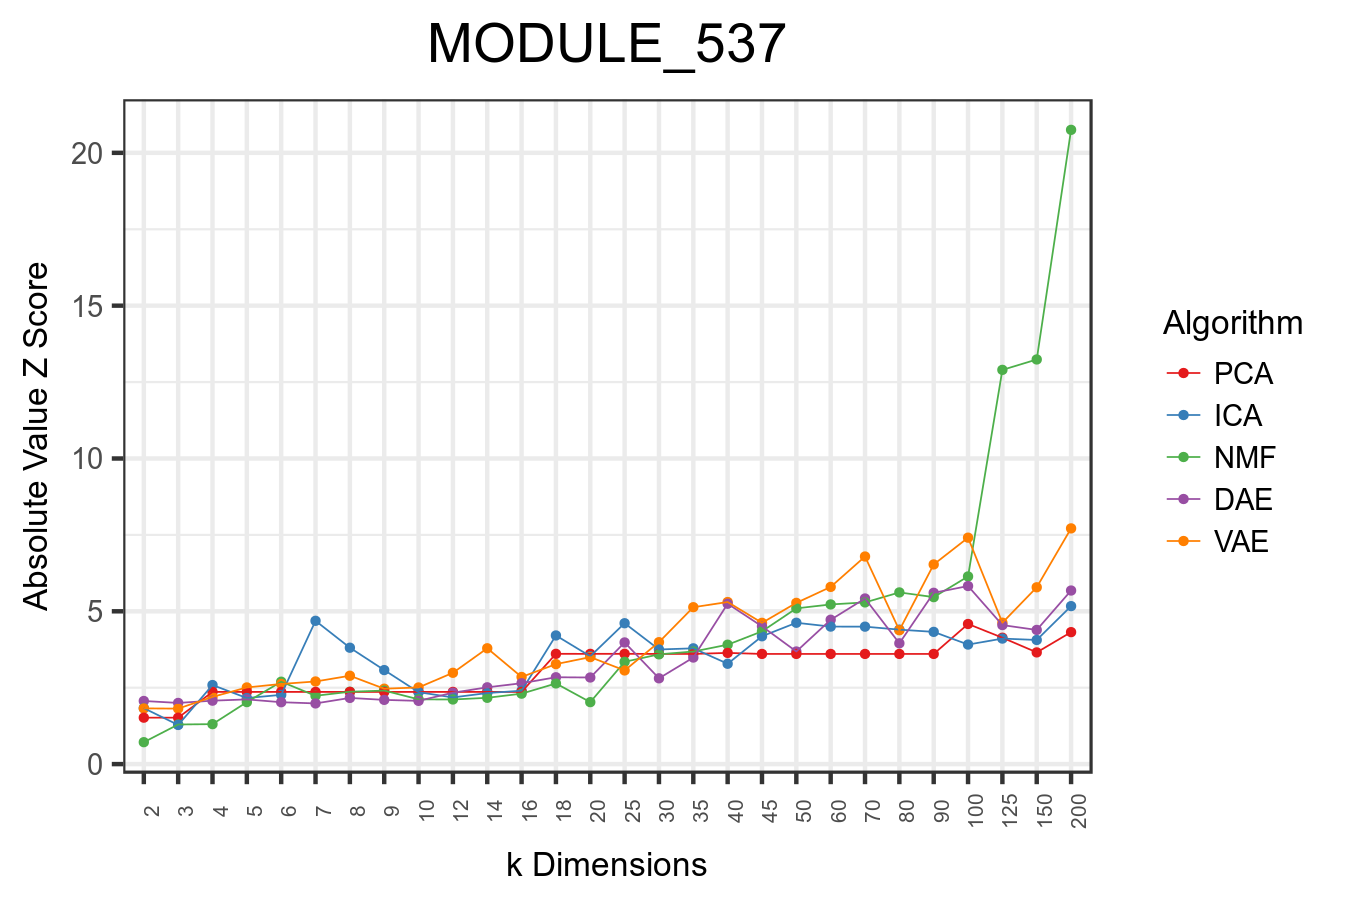 MODULE_537
Absolute Value Z Score
20
15
10
5
0
2 3 4 5 6 7 8 9 10 12 14 16 18 20 25 30 35 40 45 50 60 70 80 90 100 125 150 200
k Dimensions
Algorithm
PCA
ICA
NMF
DAE
VAE